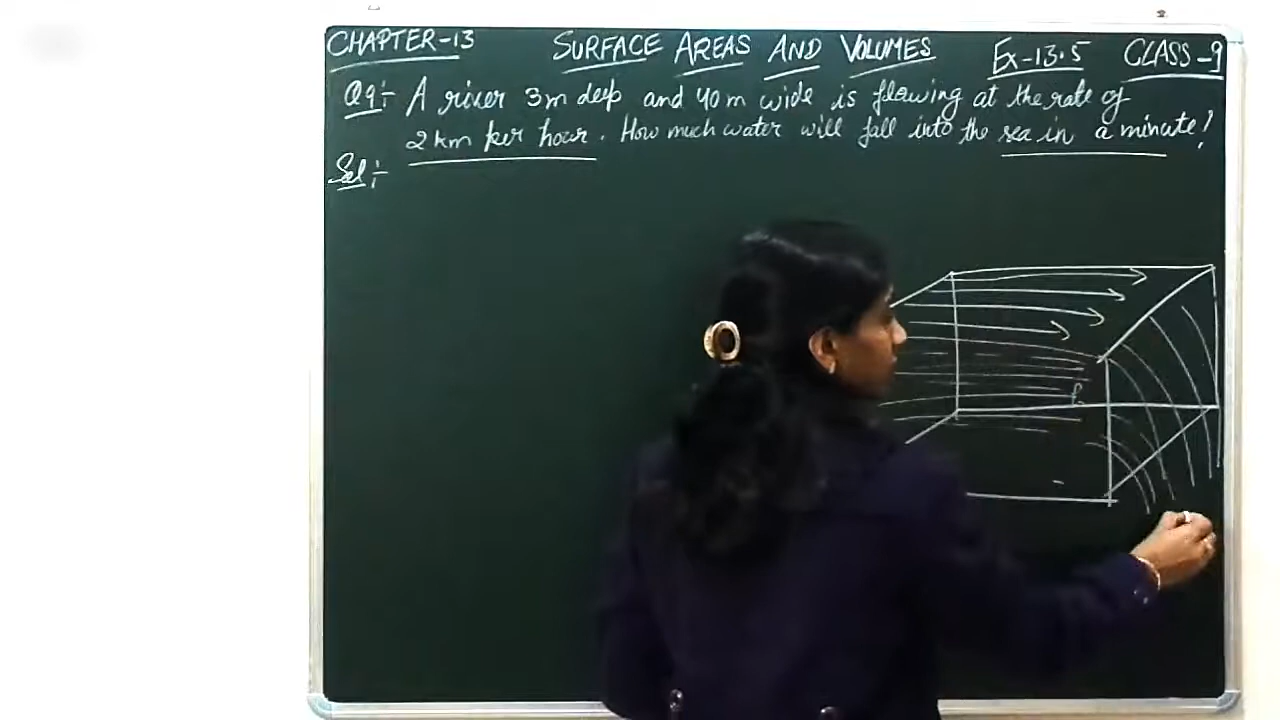 CHAPTER-13 SURFACE AREAS AND VOLUMES Ex-13.5 CLASS-9
Q9:- A river 3m deep and 40m wide is flowing at the rate of
2 km per hour. How much water will fall into the sea in a minute?
Sol:-